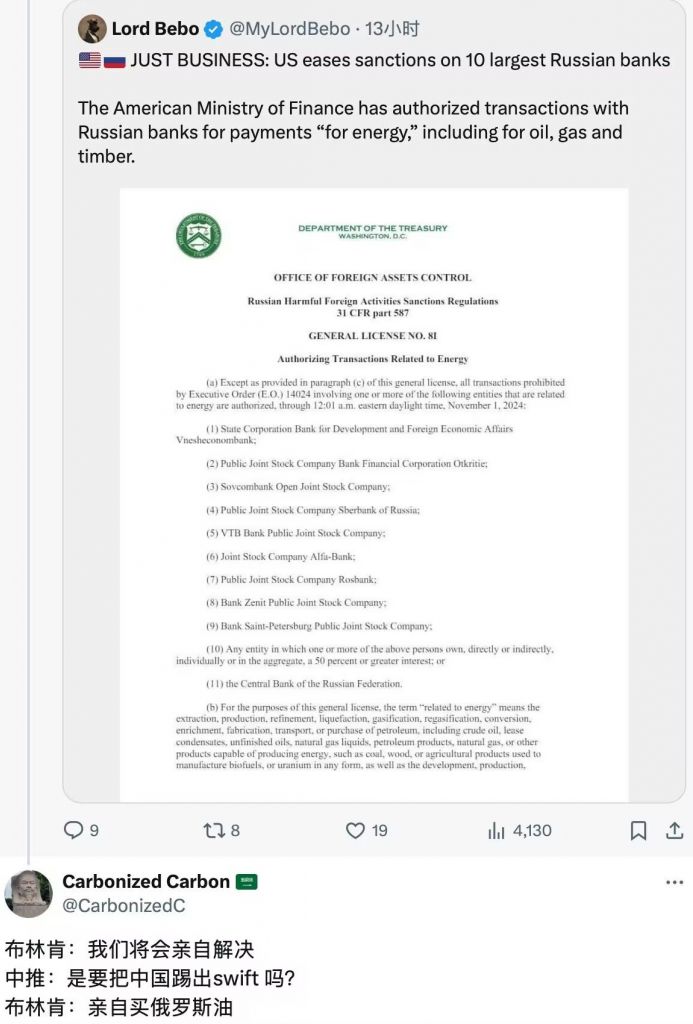 Lord Bebo @MyLordBebo · 13小时
JUST BUSINESS: US eases sanctions on 10 largest Russian banks
The American Ministry of Finance has authorized transactions with
Russian banks for payments “for energy,” including for oil, gas and
timber.
DEPARTMENT OF THE TREASURY
WASHINGTON, D.C.
OFFICE OF FOREIGN ASSETS CONTROL
Russian Harmful Foreign Activities Sanctions Regulations
31 CFR part 587
GENERAL LICENSE NO. 8I
Authorizing Transactions Related to Energy
(a) Except as provided in paragraph (c) of this general license, all transactions prohibited
by Executive Order (E.O.) 14024 involving one or more of the following entities that are related
to energy are authorized, through 12:01 a.m. eastern daylight time, November 1, 2024:
(1) State Corporation Bank for Development and Foreign Economic Affairs
Vnesheconombank;
(2) Public Joint Stock Company Bank Financial Corporation Otkritie;
(3) Sovcombank Open Joint Stock Company;
(4) Public Joint Stock Company Sberbank of Russia;
(5) VTB Bank Public Joint Stock Company;
(6) Joint Stock Company Alfa-Bank;
(7) Public Joint Stock Company Rosbank;
(8) Bank Zenit Public Joint Stock Company;
(9) Bank Saint-Petersburg Public Joint Stock Company;
(10) Any entity in which one or more of the above persons own, directly or indirectly,
individually or in the aggregate, a 50 percent or greater interest; or
(11) the Central Bank of the Russian Federation.
(b) For the purposes of this general license, the term “related to energy” means the
extraction, production, refinement, liquefaction, gasification, regasification, conversion,
enrichment, fabrication, transport, or purchase of petroleum, including crude oil, lease
condensates, unfinished oils, natural gas liquids, petroleum products, natural gas, or other
products capable of producing energy, such as coal, wood, or agricultural products used to
manufacture biofuels, or uranium in any form, as well as the development, production,
9 8 19 4,130
Carbonized Carbon
@CarbonizedC
布林肯：我们将会亲自解决
中推：是要把中国踢出swift 吗?
布林肯：亲自买俄罗斯油